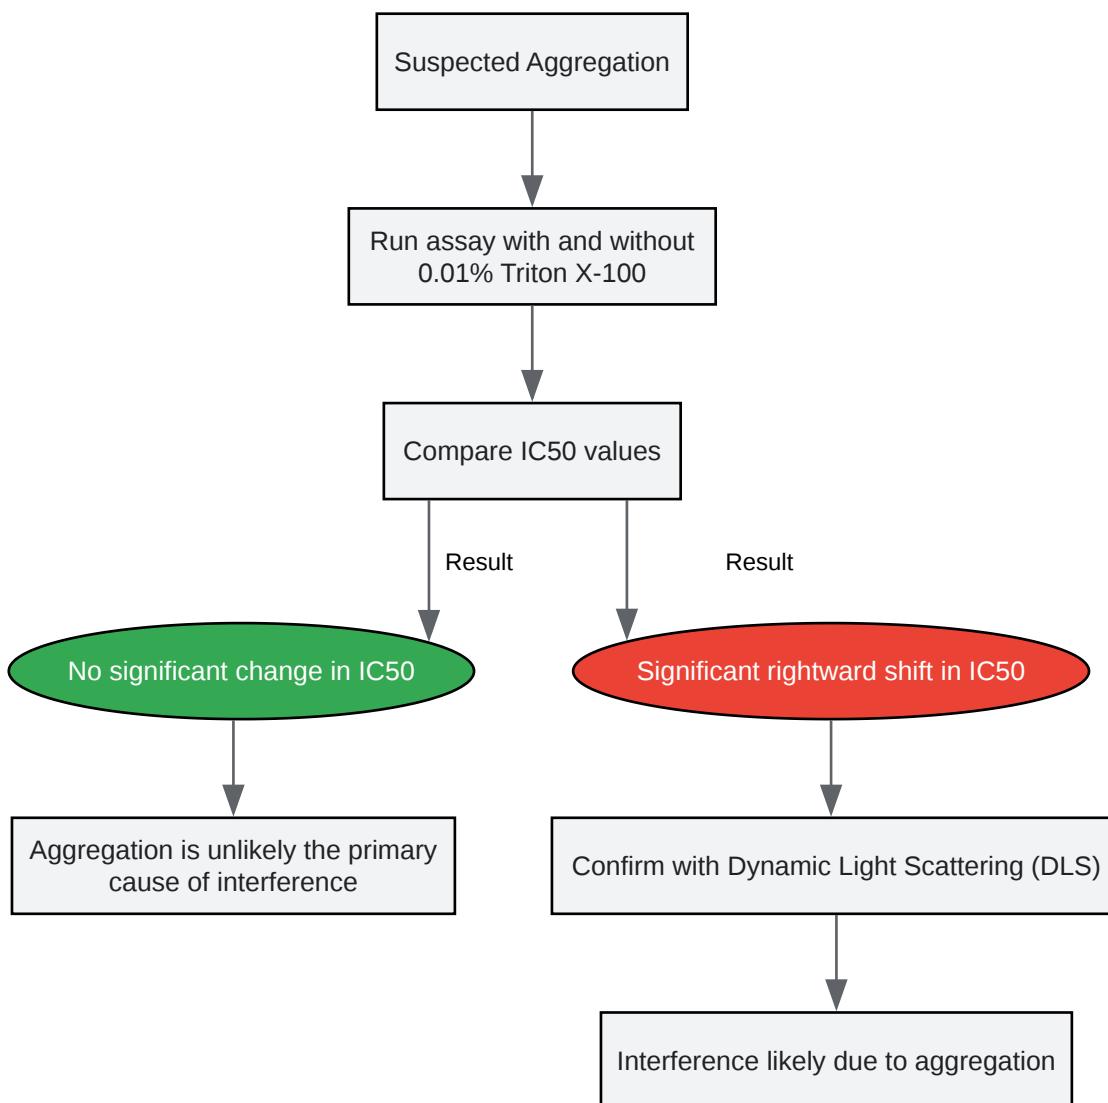 Suspected Aggregation
Run assay with and without
0.01% Triton X-100
Compare IC50 values
Result
Result
No significant change in IC50
Significant rightward shift in IC50
Aggregation is unlikely the primary
cause of interference
Confirm with Dynamic Light Scattering (DLS)
Interference likely due to aggregation